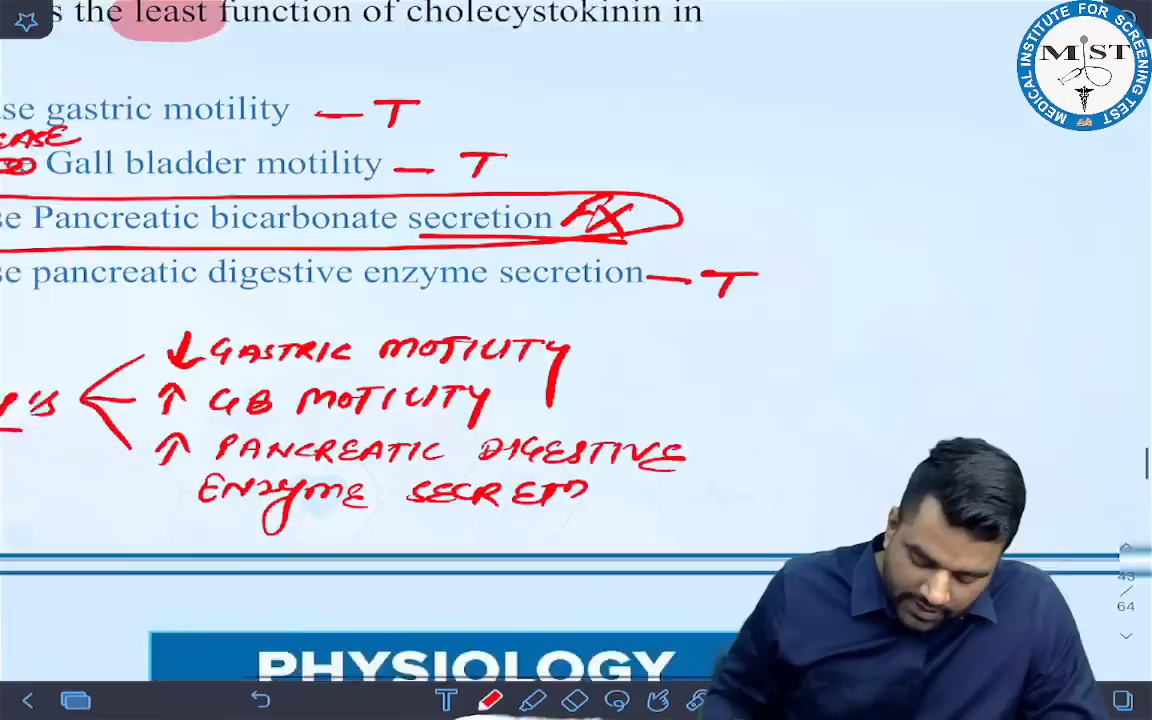 s the least function of cholecystokinin in
MEDICAL INSTITUTE FOR SCREENING TEST
MIST
se gastric motility — T
EASE
Gall bladder motility — T
se Pancreatic bicarbonate secretion
se pancreatic digestive enzyme secretion — T
↓ GASTRIC MOTILITY
↑ GB MOTILITY
↑ PANCREATIC DIGESTIVE
ENZYME SECRETN
43
/
64
PHYSIOLOGY